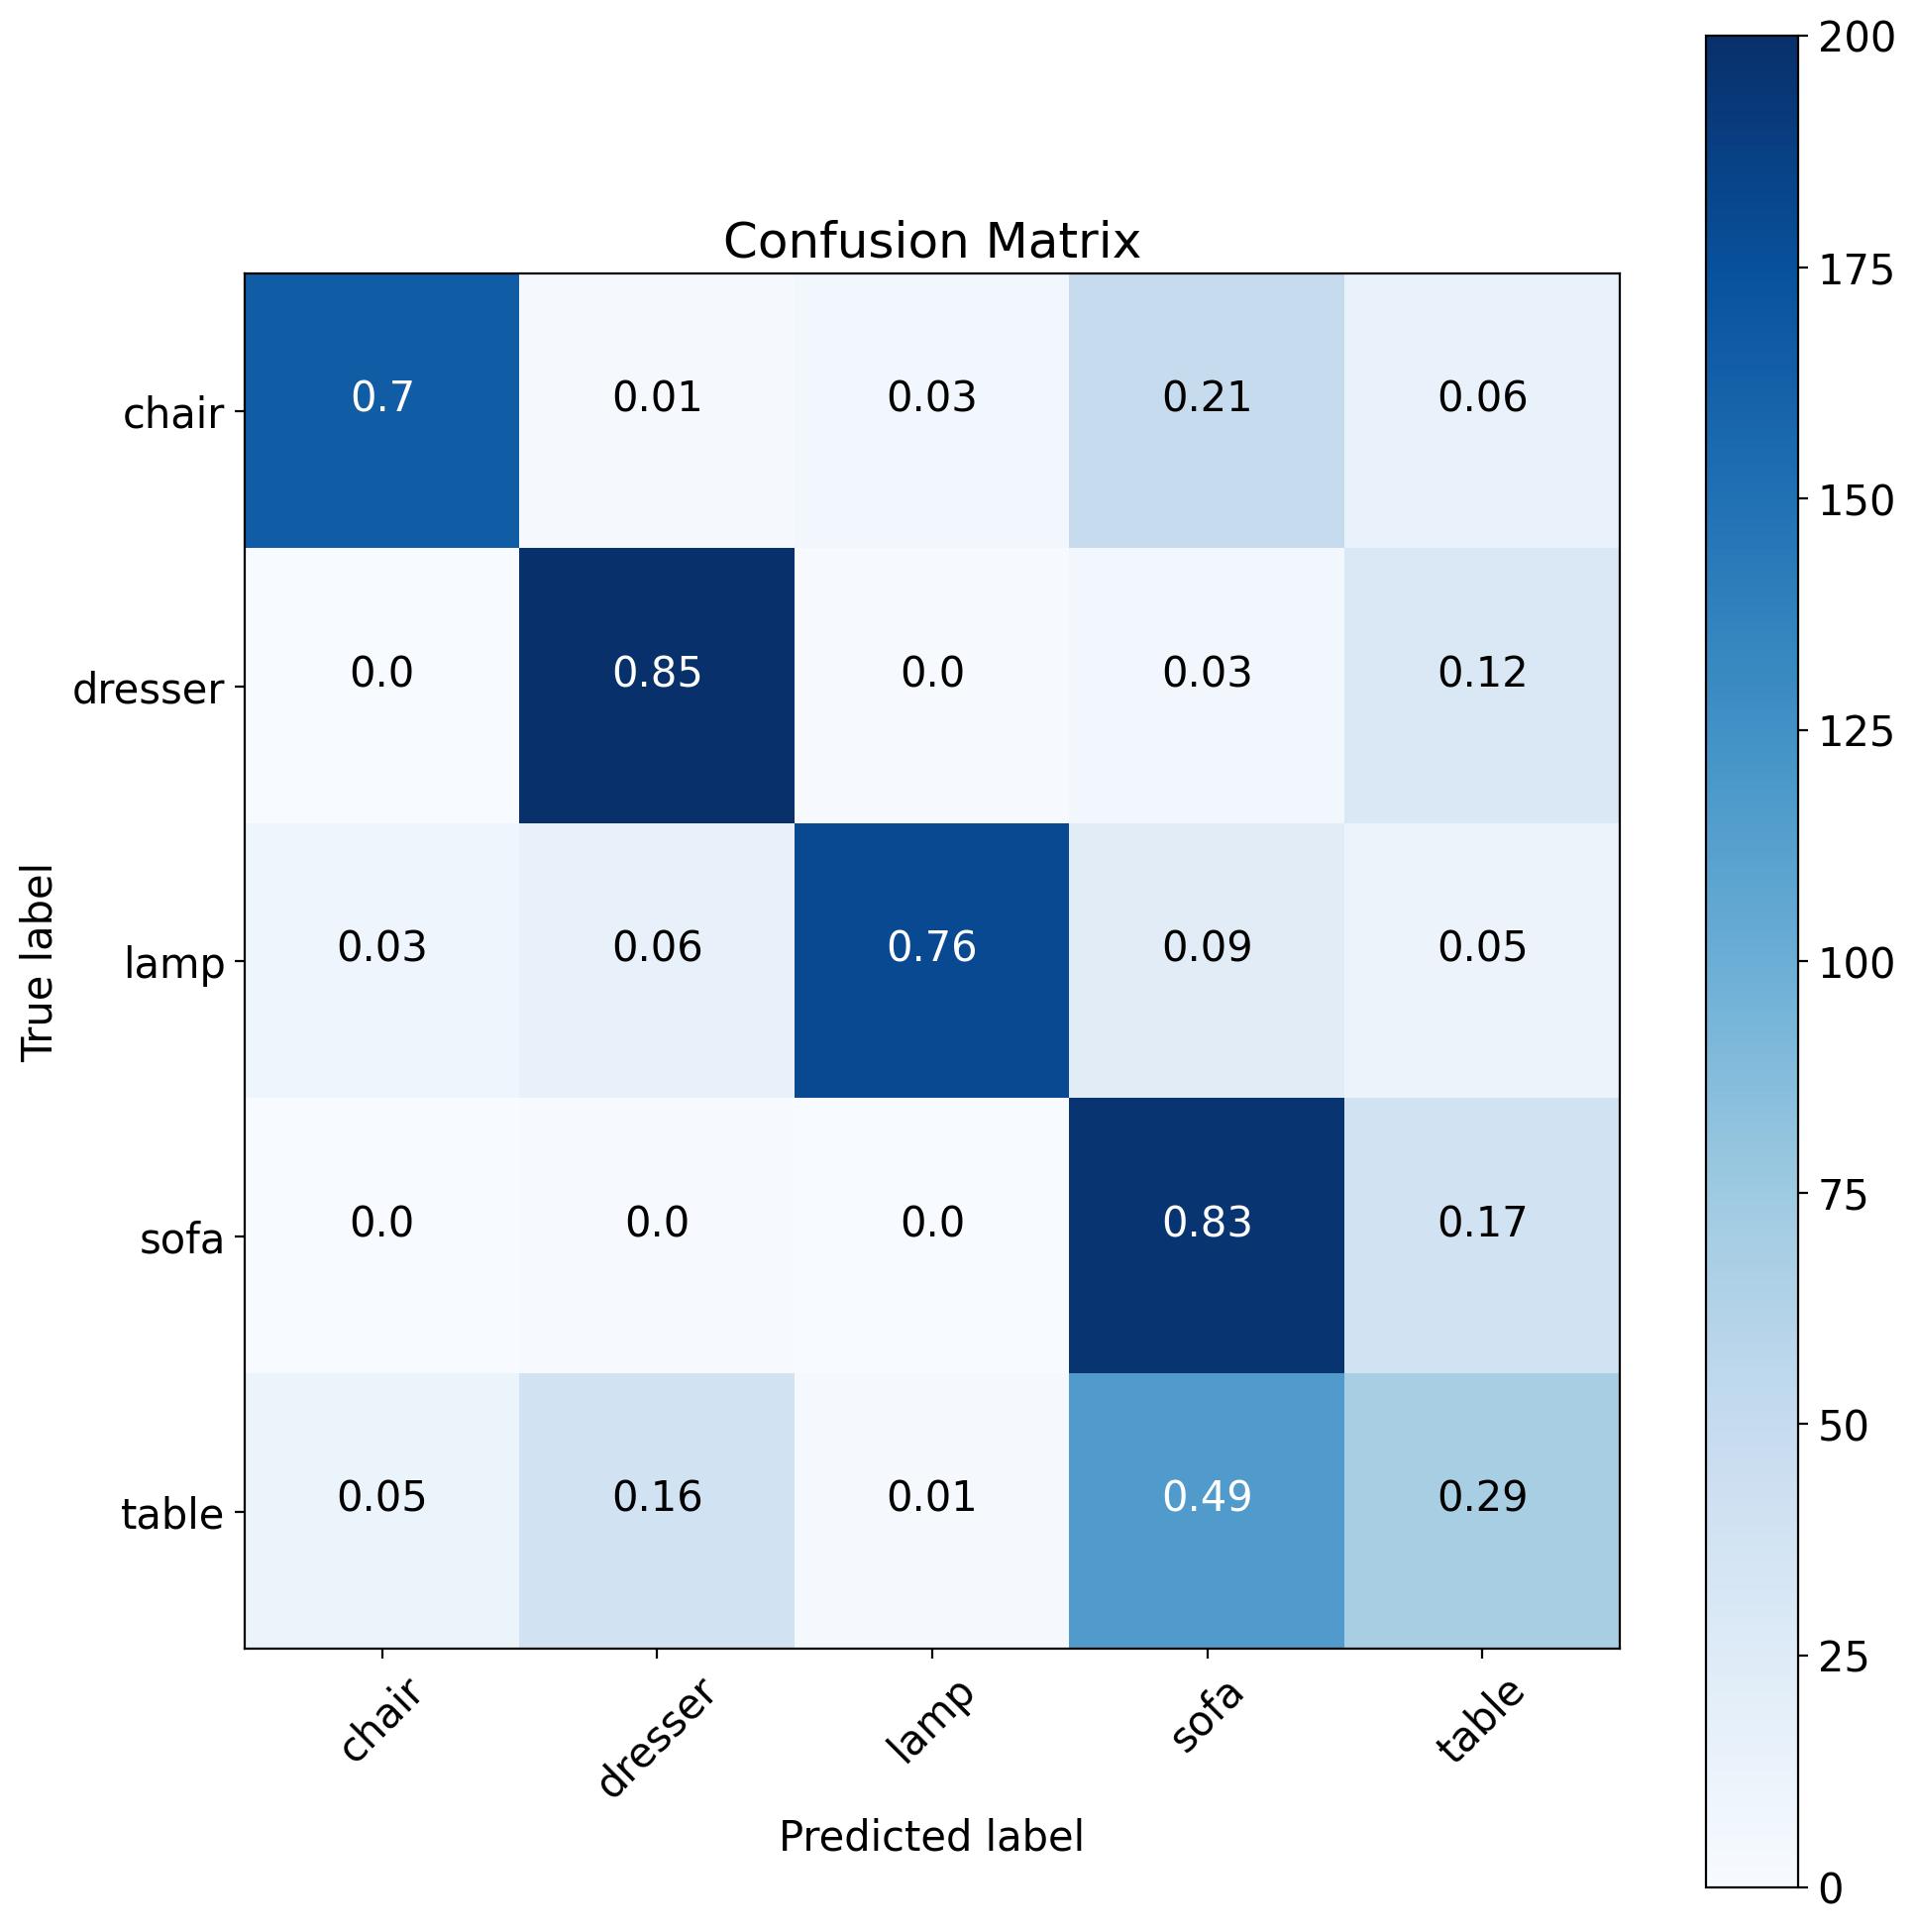 Confusion Matrix
chair 0.7 0.01 0.03 0.21 0.06
dresser 0.0 0.85 0.0 0.03 0.12
lamp 0.03 0.06 0.76 0.09 0.05
sofa 0.0 0.0 0.0 0.83 0.17
table 0.05 0.16 0.01 0.49 0.29
True label
chair dresser lamp sofa table
Predicted label
200
175
150
125
100
75
50
25
0